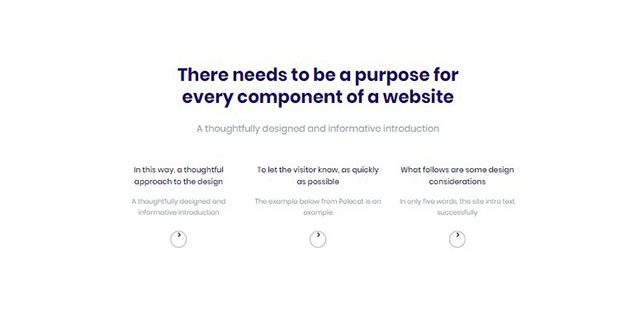 There needs to be a purpose for
every component of a website
A thoughtfully designed and informative introduction
In this way, a thoughtful
approach to the design
A thoughtfully designed and
informative introduction
To let the visitor know, as quickly
as possible
The example below from Polecat is an
example
What follows are some design
considerations
In only five words, the site intro text
successfully